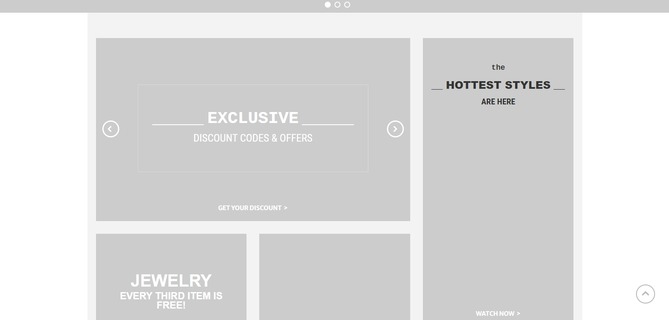 EXCLUSIVE
DISCOUNT CODES & OFFERS
GET YOUR DISCOUNT >
the
HOTTEST STYLES
ARE HERE
JEWELRY
EVERY THIRD ITEM IS
FREE!
WATCH NOW >